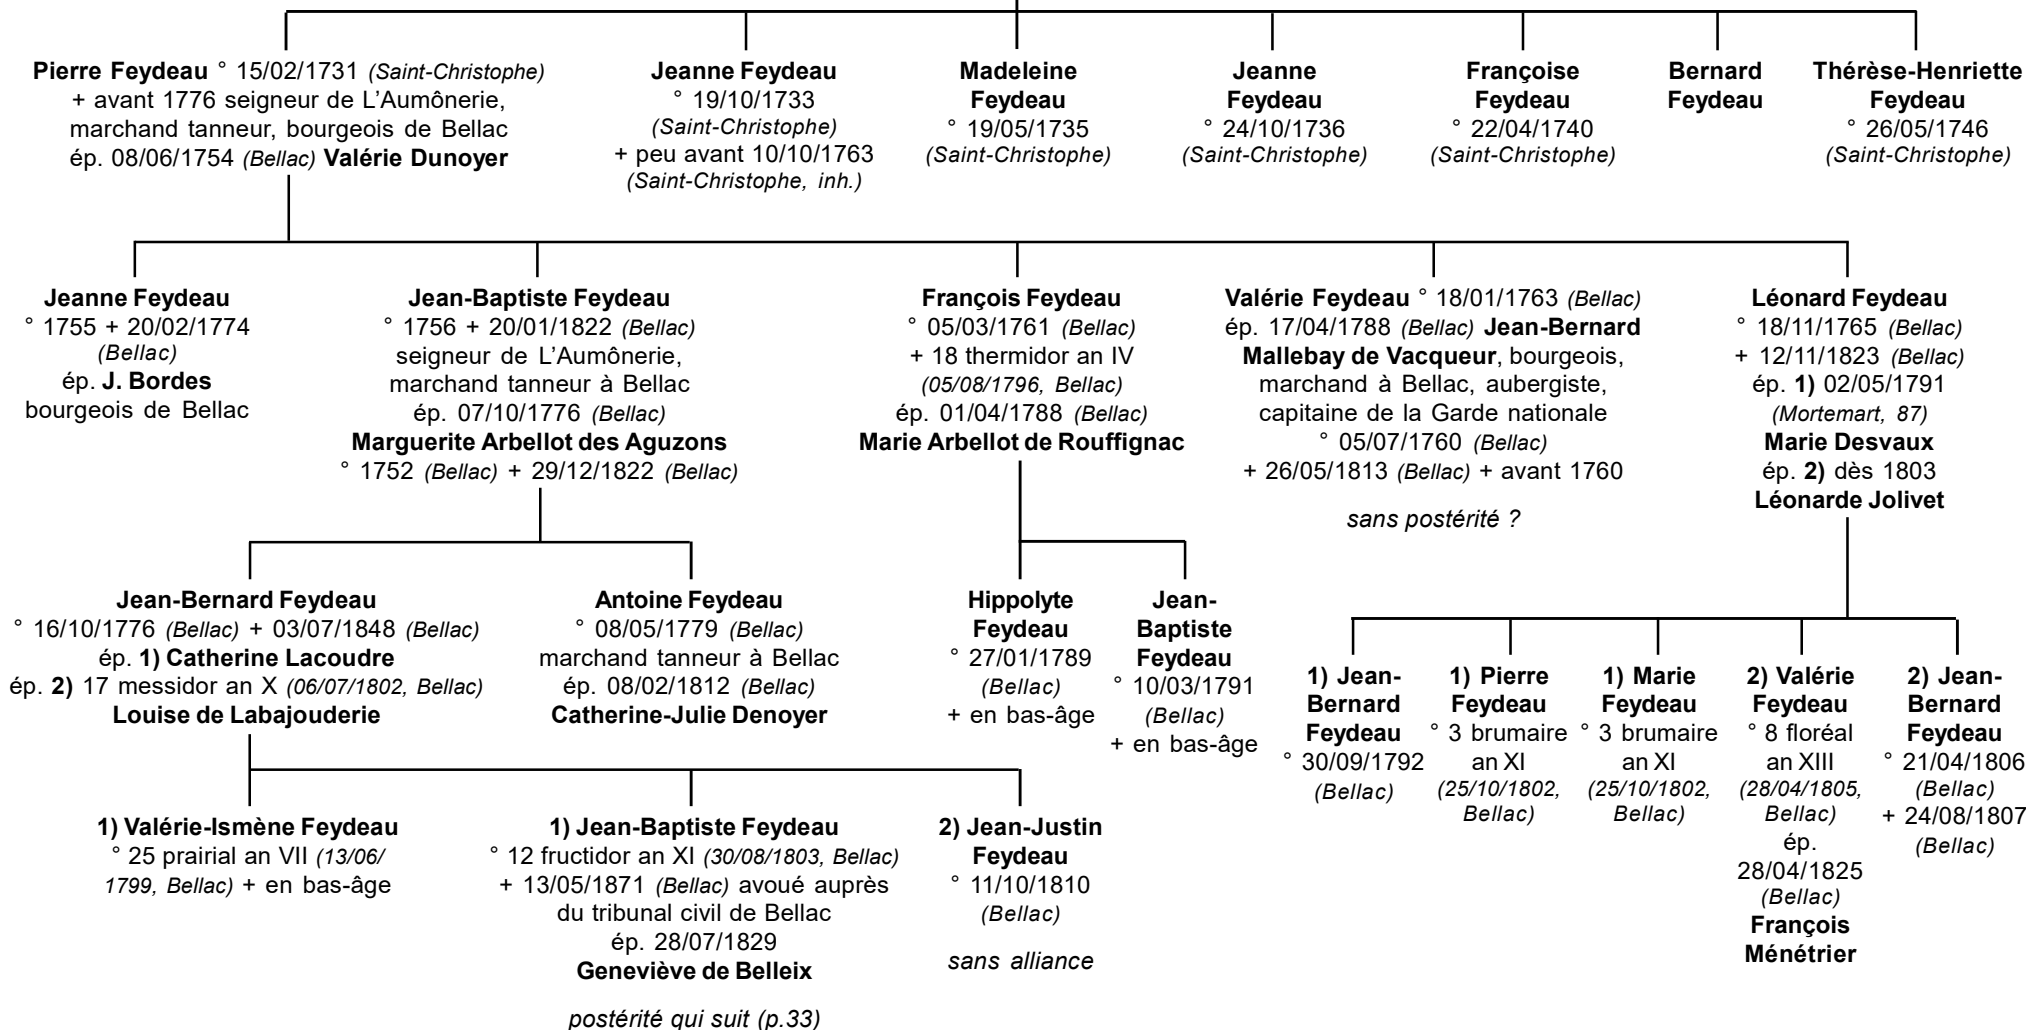 Pierre Feydeau ° 15/02/1731 (Saint-Christophe)
+ avant 1776 seigneur de L'Aumônerie,
marchand tanneur, bourgeois de Bellac
ép. 08/06/1754 (Bellac) Valérie Dunoyer
Jeanne Feydeau
° 19/10/1733
(Saint-Christophe)
+ peu avant 10/10/1763
(Saint-Christophe, inh.)
Madeleine
Feydeau
° 19/05/1735
(Saint-Christophe)
Jeanne
Feydeau
° 24/10/1736
(Saint-Christophe)
Françoise
Feydeau
° 22/04/1740
(Saint-Christophe)
Bernard
Feydeau
Thérèse-Henriette
Feydeau
° 26/05/1746
(Saint-Christophe)
Jeanne Feydeau
° 1755 + 20/02/1774
(Bellac)
ép. J. Bordes
bourgeois de Bellac
Jean-Baptiste Feydeau
° 1756 + 20/01/1822 (Bellac)
seigneur de L'Aumônerie,
marchand tanneur à Bellac
ép. 07/10/1776 (Bellac)
Marguerite Arbellot des Aguzons
° 1752 (Bellac) + 29/12/1822 (Bellac)
François Feydeau
° 05/03/1761 (Bellac)
+ 18 thermidor an IV
(05/08/1796, Bellac)
ép. 01/04/1788 (Bellac)
Marie Arbellot de Rouffignac
Valérie Feydeau ° 18/01/1763 (Bellac)
ép. 17/04/1788 (Bellac) Jean-Bernard
Mallebay de Vacqueur, bourgeois,
marchand à Bellac, aubergiste,
capitaine de la Garde nationale
° 05/07/1760 (Bellac)
+ 26/05/1813 (Bellac) + avant 1760
sans postérité ?
Léonard Feydeau
° 18/11/1765 (Bellac)
+ 12/11/1823 (Bellac)
ép. 1) 02/05/1791
(Mortemart, 87)
Marie Desvaux
ép. 2) dès 1803
Léonarde Jolivet
Jean-Bernard Feydeau
° 16/10/1776 (Bellac) + 03/07/1848 (Bellac)
ép. 1) Catherine Lacoudre
ép. 2) 17 messidor an X (06/07/1802, Bellac)
Louise de Labajouderie
Antoine Feydeau
° 08/05/1779 (Bellac)
marchand tanneur à Bellac
ép. 08/02/1812 (Bellac)
Catherine-Julie Denoyer
Hippolyte
Feydeau
° 27/01/1789
(Bellac)
+ en bas-âge
Jean-
Baptiste
Feydeau
° 10/03/1791
(Bellac)
+ en bas-âge
1) Jean-
Bernard
Feydeau
° 30/09/1792
(Bellac)
1) Pierre
Feydeau
° 3 brumaire
an XI
(25/10/1802,
Bellac)
1) Marie
Feydeau
° 3 brumaire
an XI
(25/10/1802,
Bellac)
2) Valérie
Feydeau
° 8 floréal
an XIII
(28/04/1805,
Bellac)
ép.
28/04/1825
(Bellac)
François
Ménétrier
2) Jean-
Bernard
Feydeau
° 21/04/1806
(Bellac)
+ 24/08/1807
(Bellac)
1) Valérie-Ismène Feydeau
° 25 prairial an VII (13/06/
1799, Bellac) + en bas-âge
1) Jean-Baptiste Feydeau
° 12 fructidor an XI (30/08/1803, Bellac)
+ 13/05/1871 (Bellac) avoué auprès
du tribunal civil de Bellac
ép. 28/07/1829
Geneviève de Belleix
postérité qui suit (p.33)
2) Jean-Justin
Feydeau
° 11/10/1810
(Bellac)
sans alliance